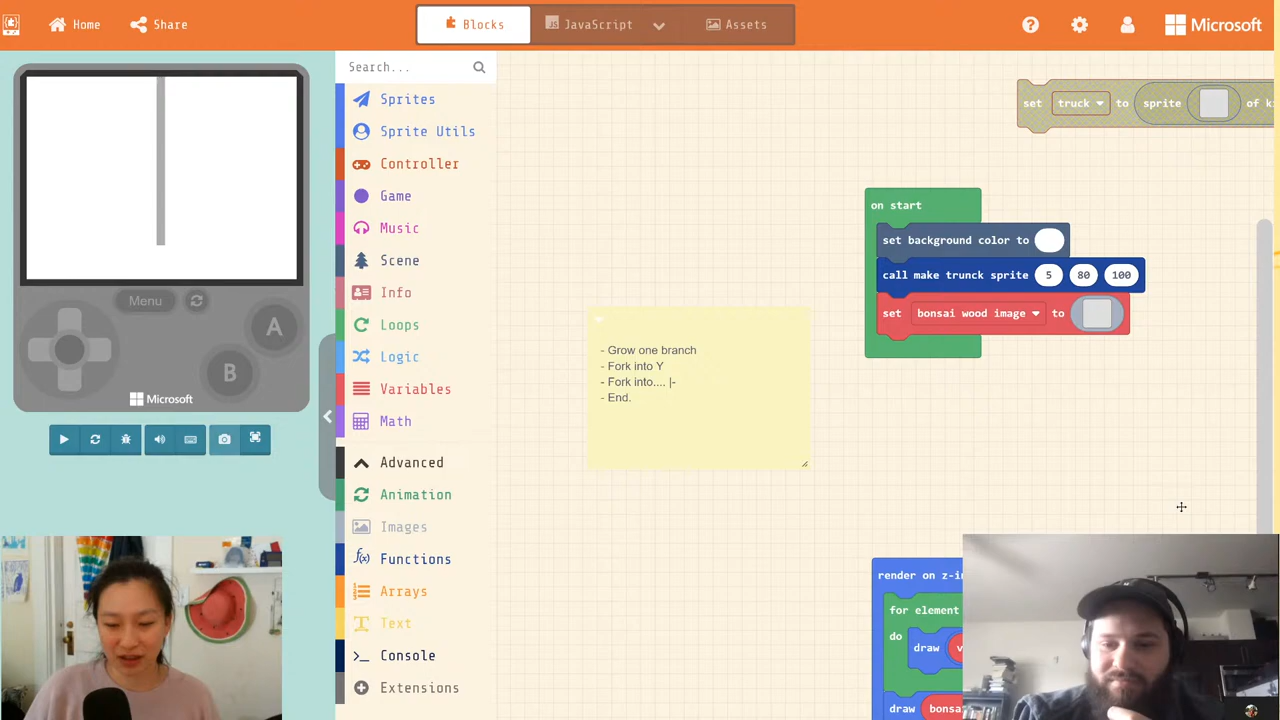 Home
Share
Blocks
JavaScript
Assets
Microsoft
Search...
set truck to sprite of k
Sprites
Sprite Utils
Controller
Game
Music
Scene
Info
Loops
Logic
Variables
Math
Advanced
Animation
Images
Functions
Arrays
Text
Console
Extensions
Menu
A
B
Microsoft
on start
set background color to
call make trunck sprite 5 80 100
set bonsai wood image to
- Grow one branch
- Fork into Y
- Fork into.... |-
- End.
render on z-in
for element
do draw v
draw bonsa